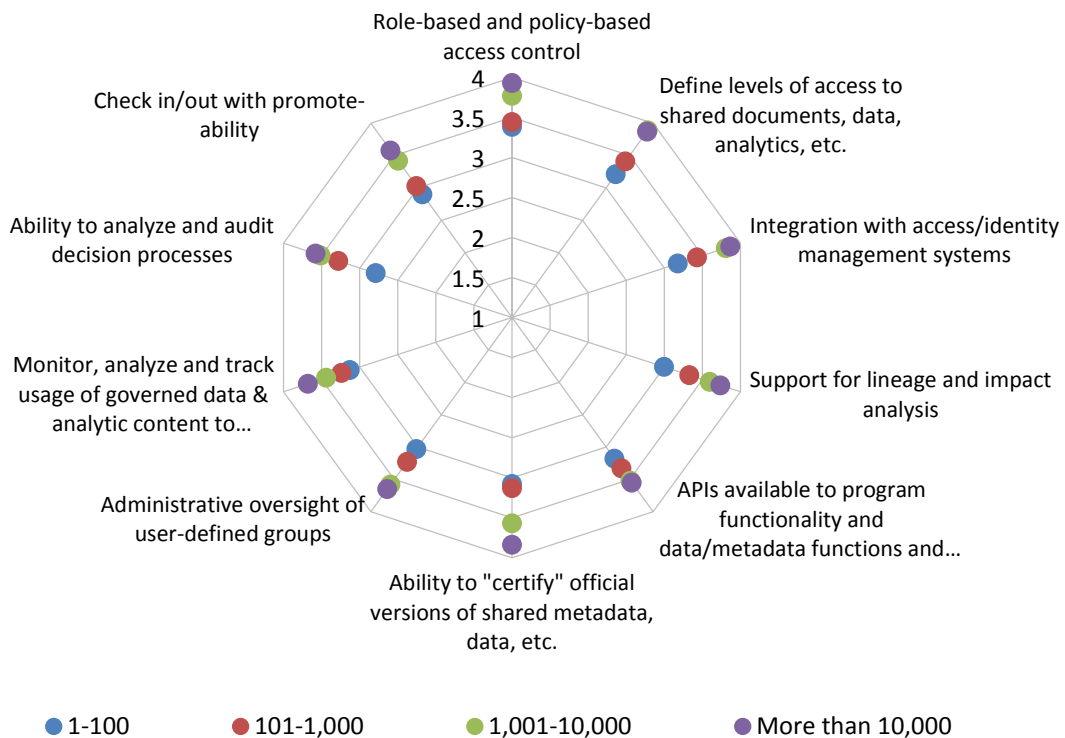 Role-based and policy-based
access control
Define levels of access to
shared documents, data,
analytics, etc.
Integration with access/identity
management systems
Support for lineage and impact
analysis
APIs available to program
functionality and
data/metadata functions and…
Ability to "certify" official
versions of shared metadata,
data, etc.
Administrative oversight of
user-defined groups
Monitor, analyze and track
usage of governed data &
analytic content to…
Ability to analyze and audit
decision processes
Check in/out with promote-
ability
4
3.5
3
2.5
2
1.5
1
1-100
101-1,000
1,001-10,000
More than 10,000